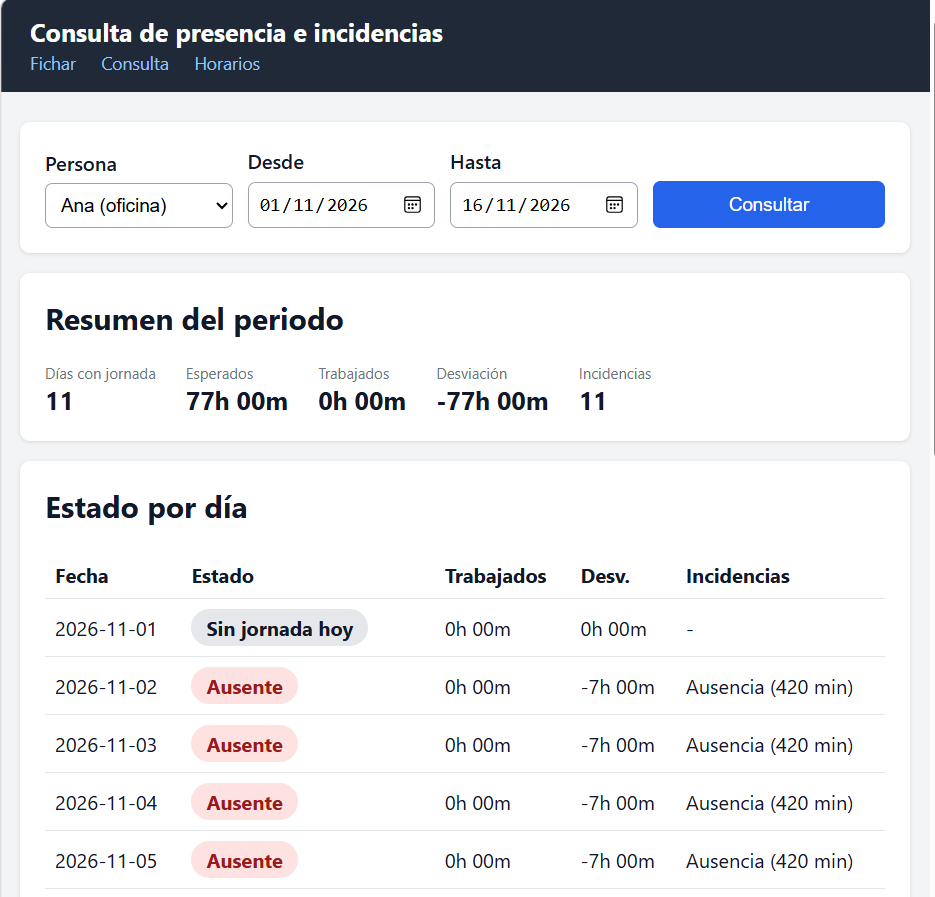 Consulta de presencia e incidencias
Fichar Consulta Horarios
Persona Desde Hasta
Ana (oficina) 01/11/2026 16/11/2026 Consultar
Resumen del periodo
Días con jornada Esperados Trabajados Desviación Incidencias
11 77h 00m 0h 00m -77h 00m 11
Estado por día
Fecha Estado Trabajados Desv. Incidencias
2026-11-01 Sin jornada hoy 0h 00m 0h 00m -
2026-11-02 Ausente 0h 00m -7h 00m Ausencia (420 min)
2026-11-03 Ausente 0h 00m -7h 00m Ausencia (420 min)
2026-11-04 Ausente 0h 00m -7h 00m Ausencia (420 min)
2026-11-05 Ausente 0h 00m -7h 00m Ausencia (420 min)